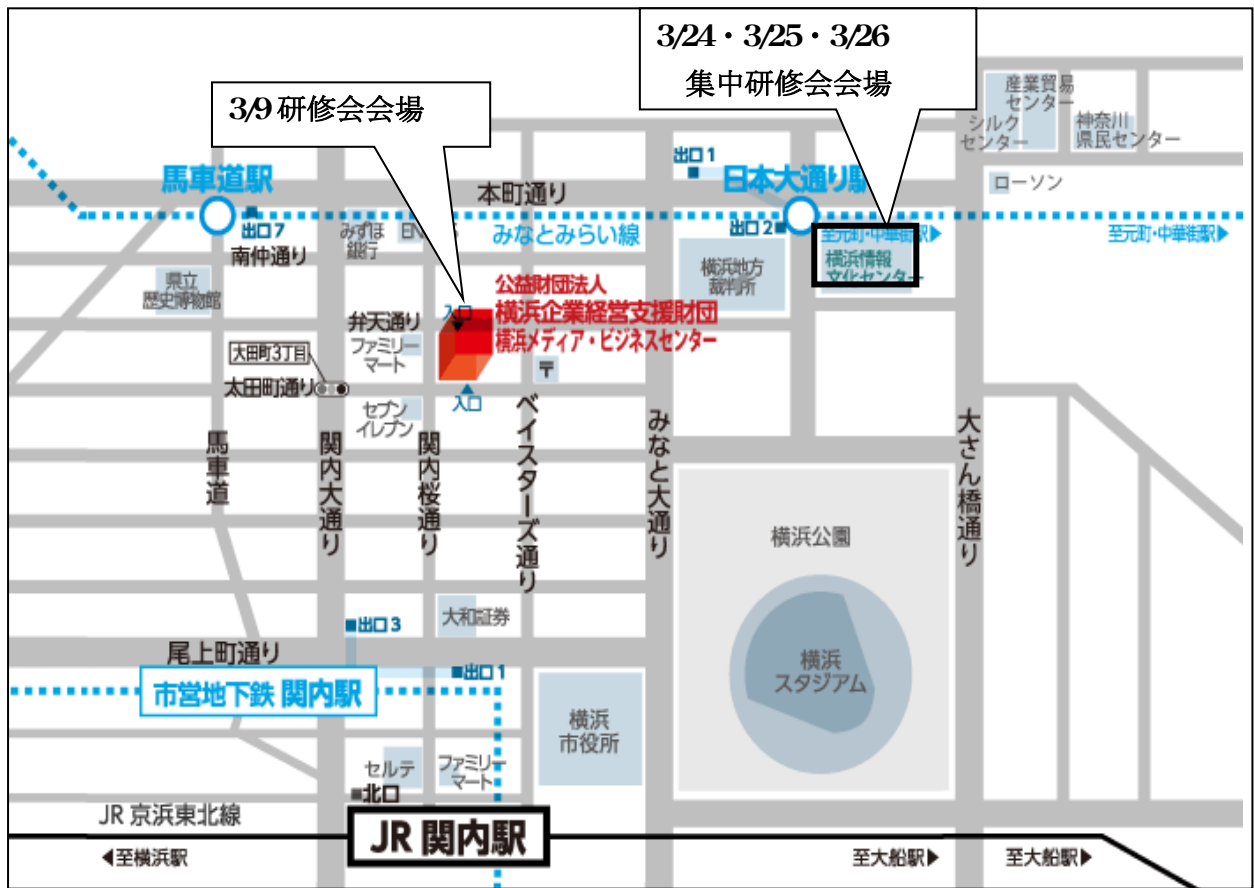 3/24・3/25・3/26
集中研修会会場
3/9 研修会会場
産業貿易
センター
シルク
センター
神奈川
県民センター
出口 1
馬車道駅
日本大通り駅
本町通り
ローソン
出口 7
みずほ
銀行
みなとみらい線
出口 2
至元町・中華街駅▶
至元町・中華街駅▶
南仲通り
横浜地方
裁判所
横浜情報
文化センター
県立
歴史博物館
公益財団法人
横浜企業経営支援財団
横浜メディア・ビジネスセンター
入口
弁天通り
ファミリー
マート
大田町3丁目
太田町通り
〒
入口
セブン
イレブン
馬車道
関内大通り
関内桜通り
ベイスターズ通り
みなと大通り
大さん橋通り
横浜公園
横浜
スタジアム
大和証券
出口 3
尾上町通り
出口 1
市営地下鉄 関内駅
横浜
市役所
セルテ
ファミリー
マート
北口
JR 京浜東北線
JR 関内駅
◀至横浜駅
至大船駅▶
至大船駅▶